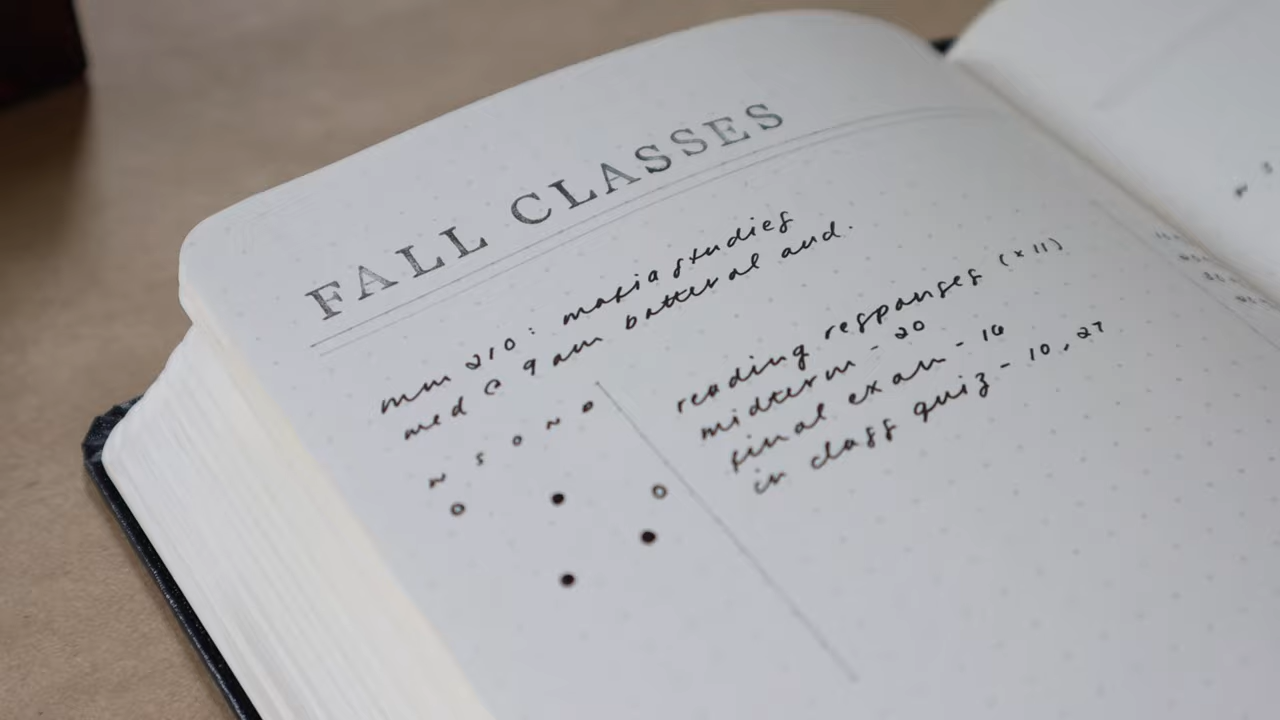 FALL CLASSES
mm 210: mafia studies
wed @ 9am batteral aud.
n s o n D
reading responses (x11)
midterm - 20
final exam - 16
in class quiz - 10, 27